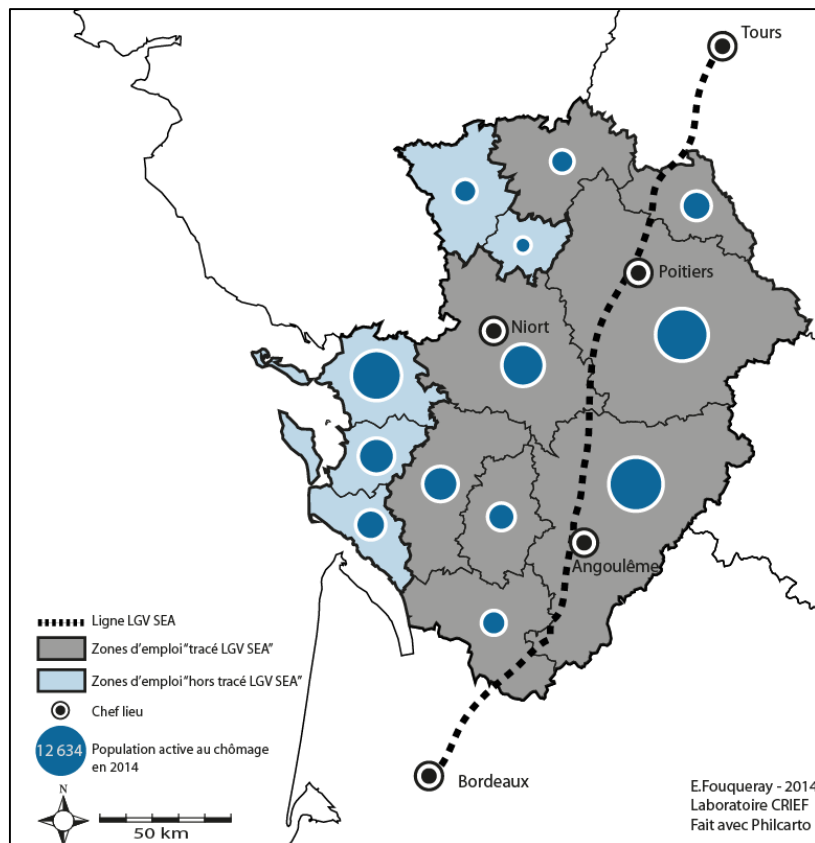 Tours
Poitiers
Niort
Angoulême
Ligne LGV SEA
Zones d'emploi "tracé LGV SEA"
Zones d'emploi "hors tracé LGV SEA"
Chef lieu
12 634
Population active au chômage
en 2014
Bordeaux
N
50 km
E.Fouqueray - 2014
Laboratoire CRIEF
Fait avec Philcarto